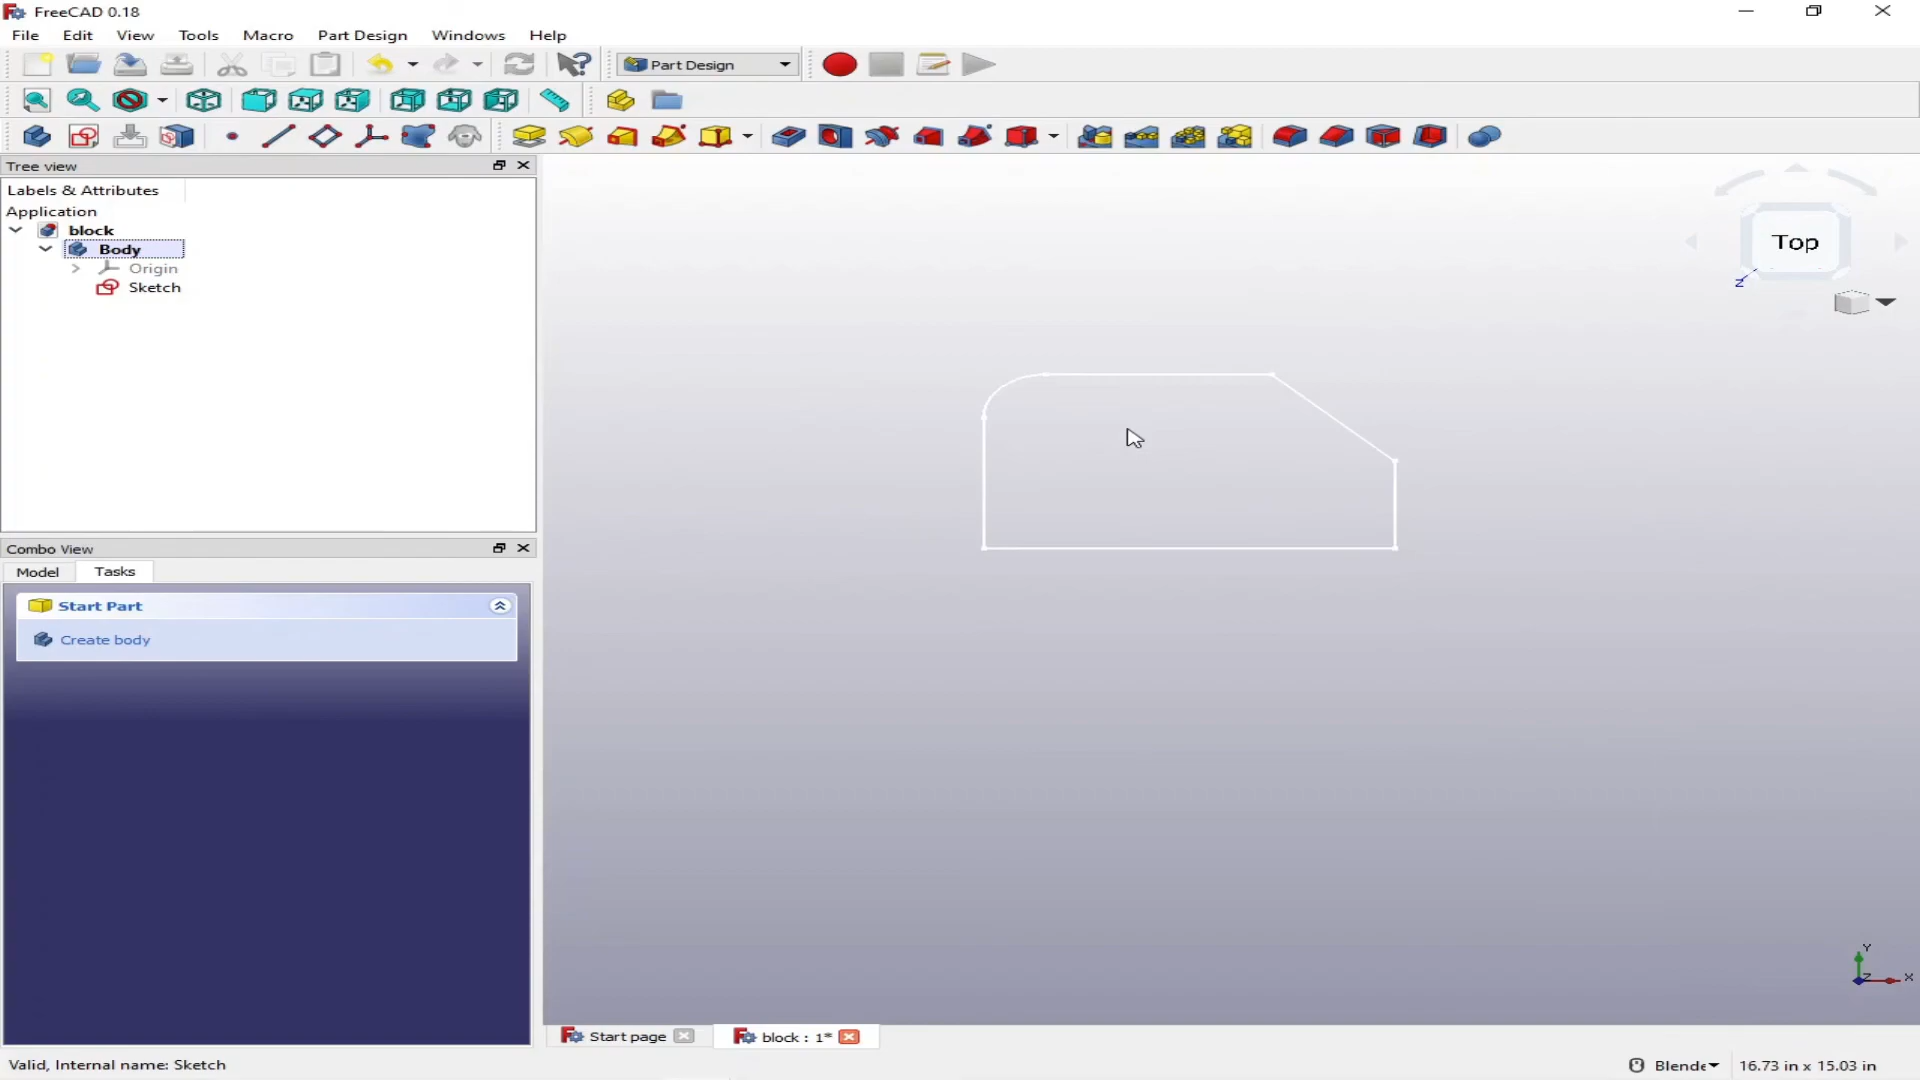 FreeCAD 0.18
File Edit View Tools Macro Part Design Windows Help
Part Design
Tree view
Labels & Attributes
Application
block
Body
Origin
Sketch
Top
Z
Combo View
Model Tasks
Start Part
Create body
Y
Z X
Start page block : 1*
Valid, Internal name: Sketch Blende 16.73 in x 15.03 in